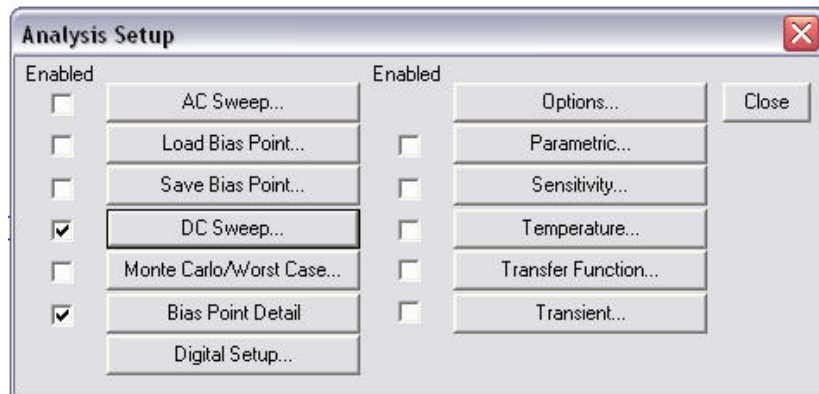 Analysis Setup
Enabled
Enabled
AC Sweep...
Options...
Close
Load Bias Point...
Parametric...
Save Bias Point...
Sensitivity...
DC Sweep...
Temperature...
Monte Carlo/Worst Case...
Transfer Function...
Bias Point Detail
Transient...
Digital Setup...